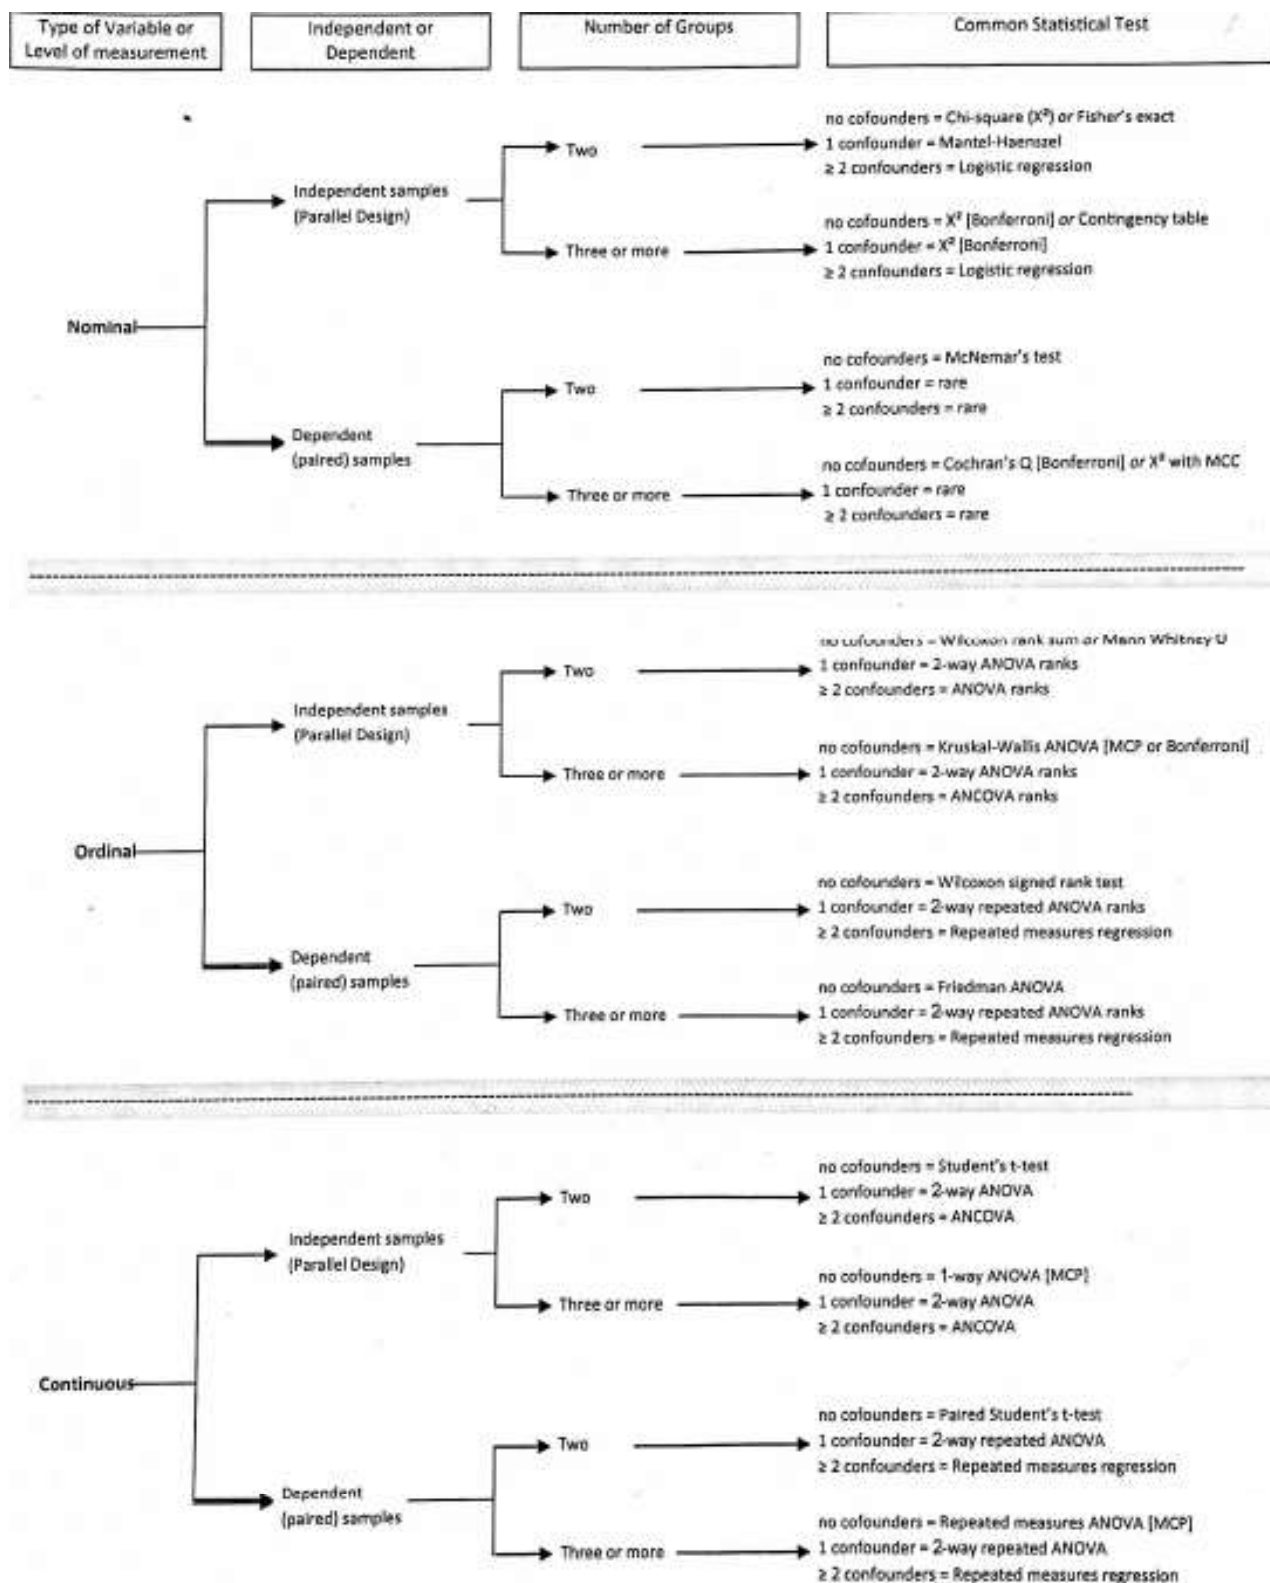 Type of Variable or
Level of measurement
Independent or
Dependent
Number of Groups
Common Statistical Test
no cofounders = Chi-square (X²) or Fisher's exact
Two
1 confounder = Mantel-Haenszel
≥ 2 confounders = Logistic regression
Independent samples
(Parallel Design)
no cofounders = X² [Bonferroni] or Contingency table
Three or more
1 confounder = X² [Bonferroni]
≥ 2 confounders = Logistic regression
Nominal
no cofounders = McNemar's test
Two
1 confounder = rare
≥ 2 confounders = rare
Dependent
(paired) samples
no cofounders = Cochran's Q [Bonferroni] or X² with MCC
Three or more
1 confounder = rare
≥ 2 confounders = rare
no cofounders = Wilcoxon rank sum or Mann Whitney U
Two
1 confounder = 2-way ANOVA ranks
≥ 2 confounders = ANOVA ranks
Independent samples
(Parallel Design)
no cofounders = Kruskal-Wallis ANOVA [MCP or Bonferroni]
Three or more
1 confounder = 2-way ANOVA ranks
≥ 2 confounders = ANCOVA ranks
Ordinal
no cofounders = Wilcoxon signed rank test
Two
1 confounder = 2-way repeated ANOVA ranks
≥ 2 confounders = Repeated measures regression
Dependent
(paired) samples
no cofounders = Friedman ANOVA
Three or more
1 confounder = 2-way repeated ANOVA ranks
≥ 2 confounders = Repeated measures regression
no cofounders = Student's t-test
Two
1 confounder = 2-way ANOVA
≥ 2 confounders = ANCOVA
Independent samples
(Parallel Design)
no cofounders = 1-way ANOVA [MCP]
Three or more
1 confounder = 2-way ANOVA
≥ 2 confounders = ANCOVA
Continuous
no cofounders = Paired Student's t-test
Two
1 confounder = 2-way repeated ANOVA
≥ 2 confounders = Repeated measures regression
Dependent
(paired) samples
no cofounders = Repeated measures ANOVA [MCP]
Three or more
1 confounder = 2-way repeated ANOVA
≥ 2 confounders = Repeated measures regression